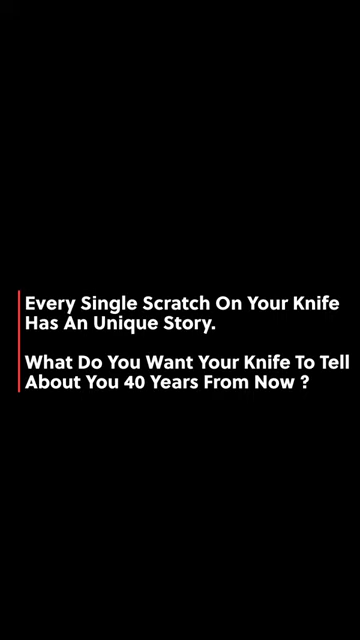 Every Single Scratch On Your Knife
Has An Unique Story.
What Do You Want Your Knife To Tell
About You 40 Years From Now ?